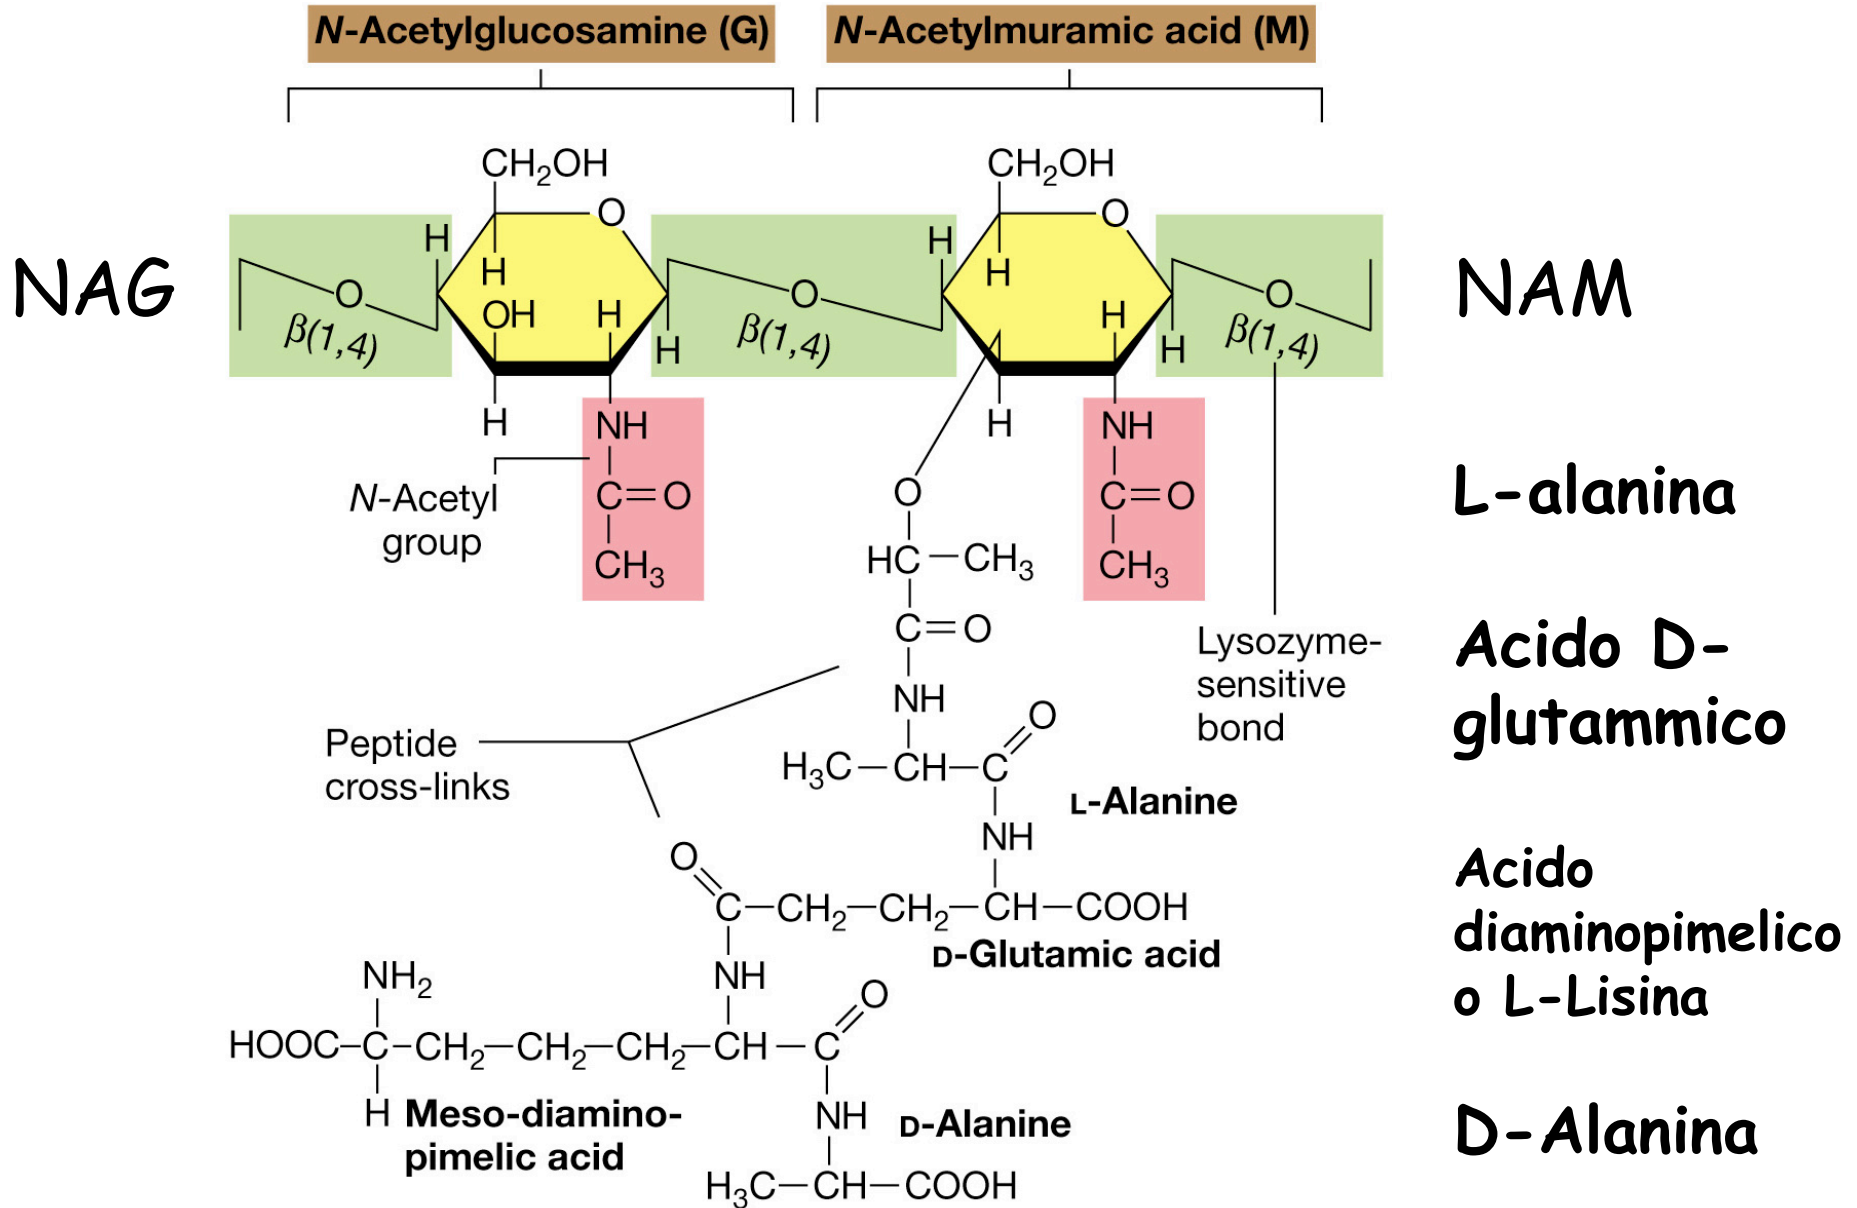 N-Acetylglucosamine (G)
N-Acetylmuramic acid (M)
CH₂OH
CH₂OH
O
O
H
H
H
H
NAG
O
O
O
NAM
OH
H
H
β(1,4)
H
β(1,4)
H
β(1,4)
H
NH
H
NH
N-Acetyl
group
C=O
O
C=O
L-alanina
CH₃
HC—CH₃
CH₃
C=O
Lysozyme-
sensitive
bond
Acido D-
glutammico
NH
O
Peptide
cross-links
H₃C—CH—C
L-Alanine
NH
O
C—CH₂—CH₂—CH—COOH
D-Glutamic acid
Acido
diaminopimelico
o L-Lisina
NH₂
NH
O
HOOC—C—CH₂—CH₂—CH₂—CH—C
H
Meso-diamino-
pimelic acid
NH
D-Alanine
D-Alanina
H₃C—CH—COOH